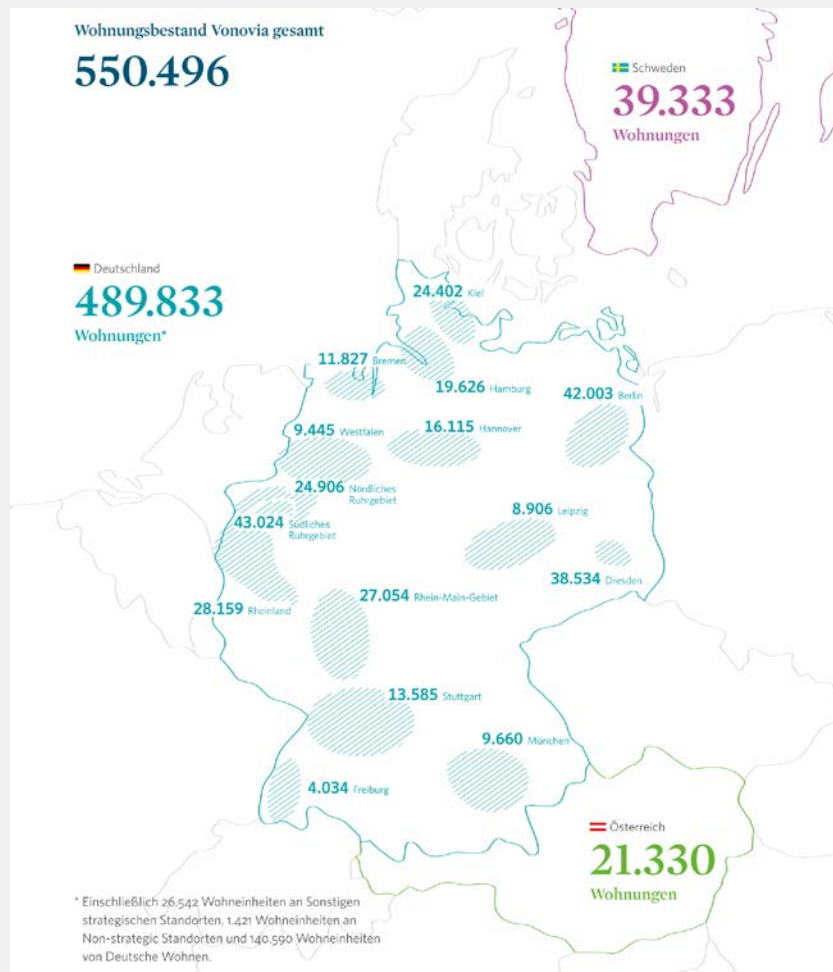 Wohnungsbestand Vonovia gesamt
550.496
Schweden
39.333
Wohnungen
Deutschland
489.833
Wohnungen*
24.402 Kiel
11.827 Bremen
19.626 Hamburg
42.003 Berlin
9.445 Westfalen
16.115 Hannover
24.906 Nördliches
Ruhrgebiet
8.906 Leipzig
43.024 Südliches
Ruhrgebiet
38.534 Dresden
27.054 Rhein-Main-Gebiet
28.159 Rheinland
13.585 Stuttgart
9.660 München
4.034 Freiburg
Österreich
21.330
Wohnungen
* Einschließlich 26.542 Wohneinheiten an Sonstigen
strategischen Standorten, 1.421 Wohneinheiten an
Non-strategic Standorten und 140.590 Wohneinheiten
von Deutsche Wohnen.